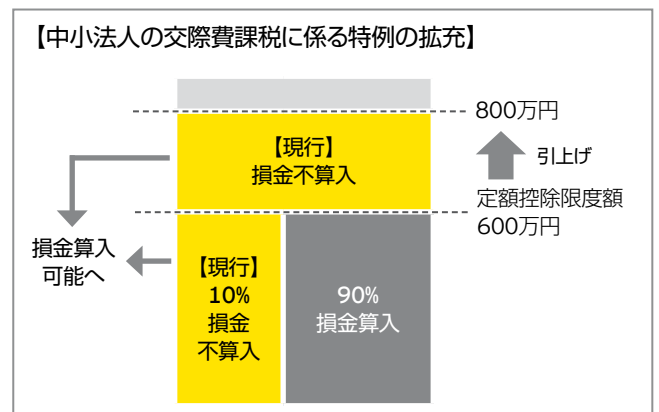 【中小法人の交際費課税に係る特例の拡充】
800万円
【現行】
損金不算入
引上げ
定額控除限度額
600万円
損金算入
可能へ
【現行】
10%
損金
不算入
90%
損金算入